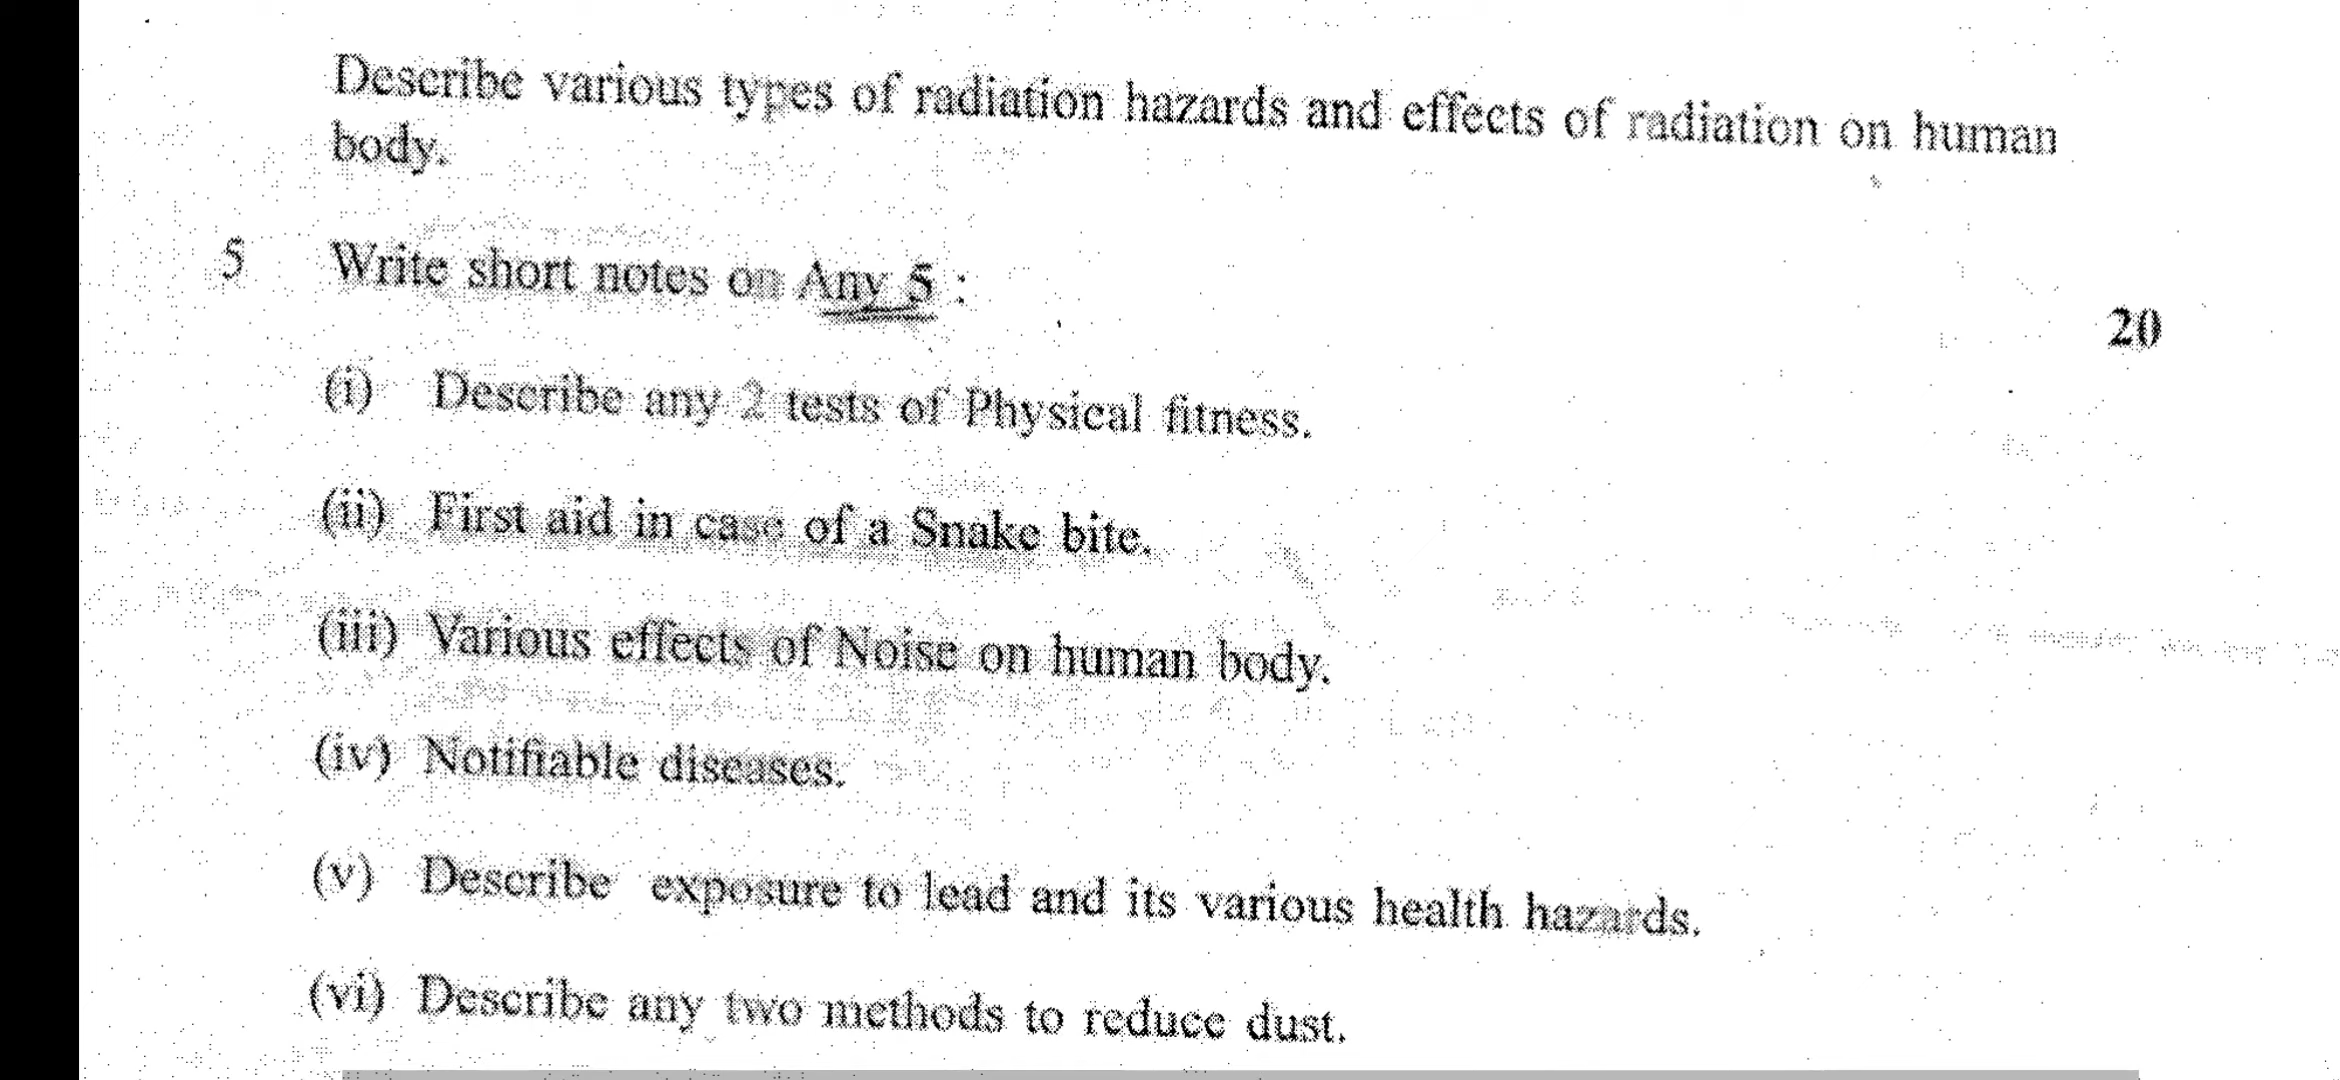 Describe various types of radiation hazards and effects of radiation on human
body.
5 Write short notes on Any 5 :
20
(i) Describe any 2 tests of Physical fitness.
(ii) First aid in case of a Snake bite.
(iii) Various effects of Noise on human body.
(iv) Notifiable diseases.
(v) Describe exposure to lead and its various health hazards.
(vi) Describe any two methods to reduce dust.